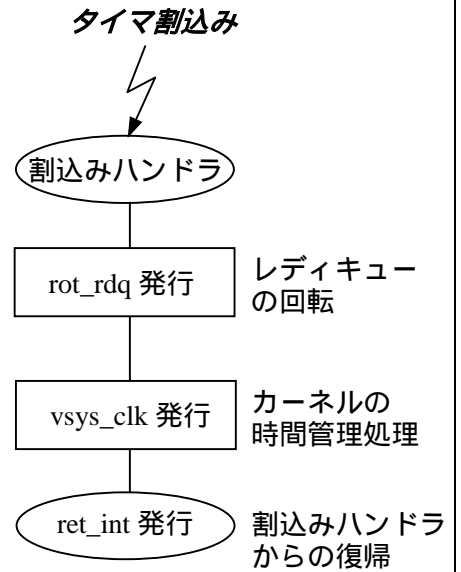 タイマ割込み
割込みハンドラ
rot_rdq 発行
レディキュー
の回転
vsys_clk 発行
カーネルの
時間管理処理
ret_int 発行
割込みハンドラ
からの復帰